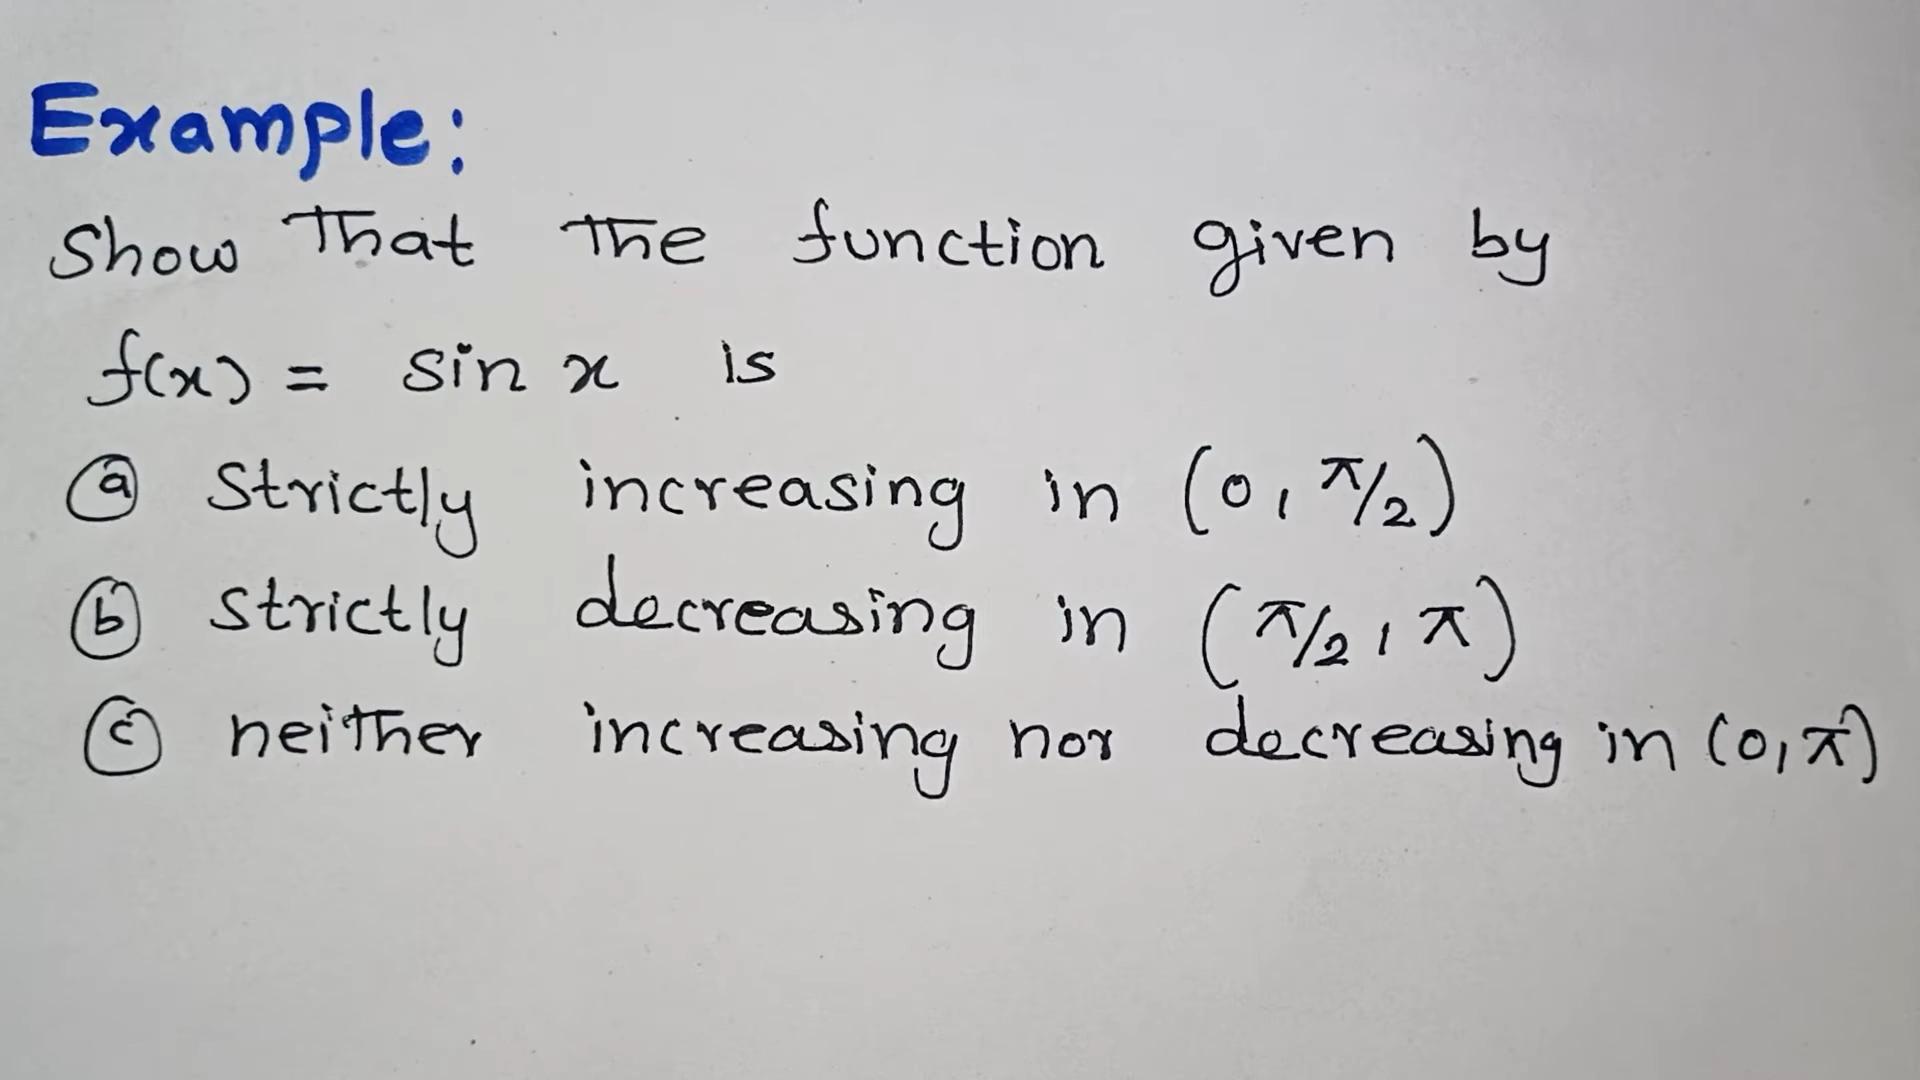 Example:
Show that the function given by
f(x) = sin x is
ⓐ strictly increasing in (0, π/2)
ⓑ strictly decreasing in (π/2, π)
ⓒ neither increasing nor decreasing in (0, π)